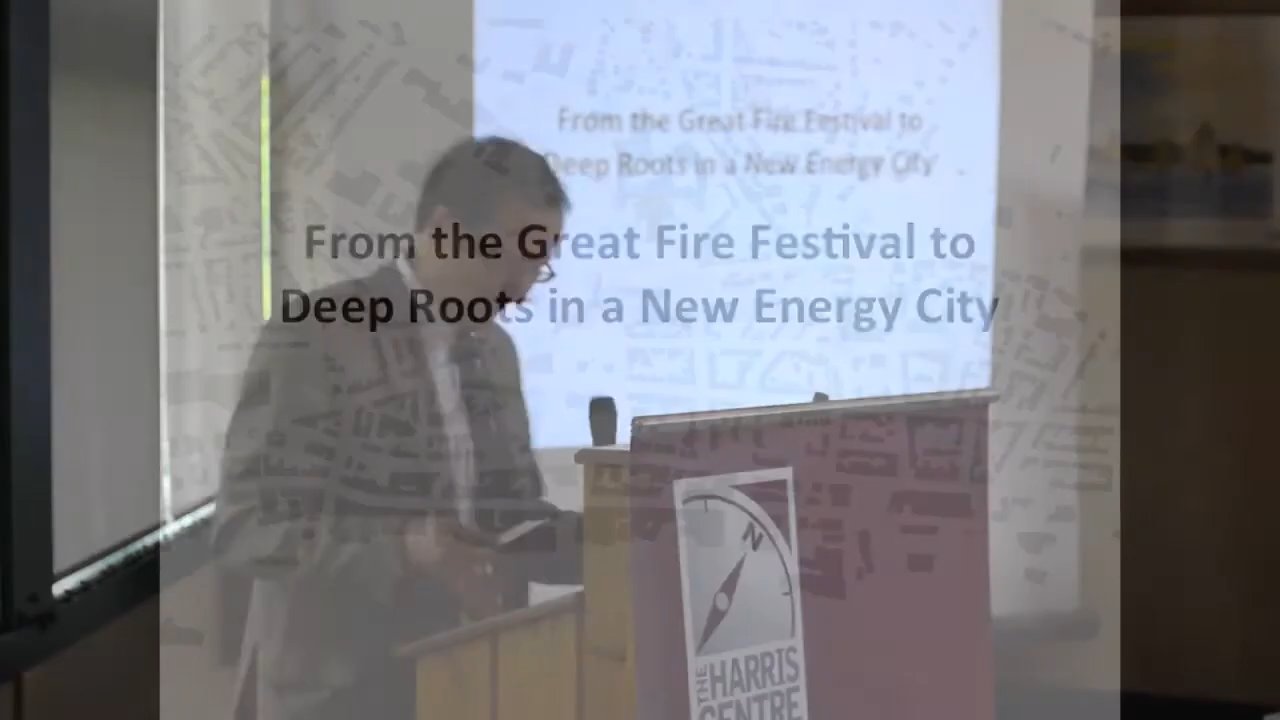 From the Great Fire Festival to
Deep Roots in a New Energy City
From the Great Fire Festival to
Deep Roots in a New Energy City
N
THE HARRIS
CENTRE